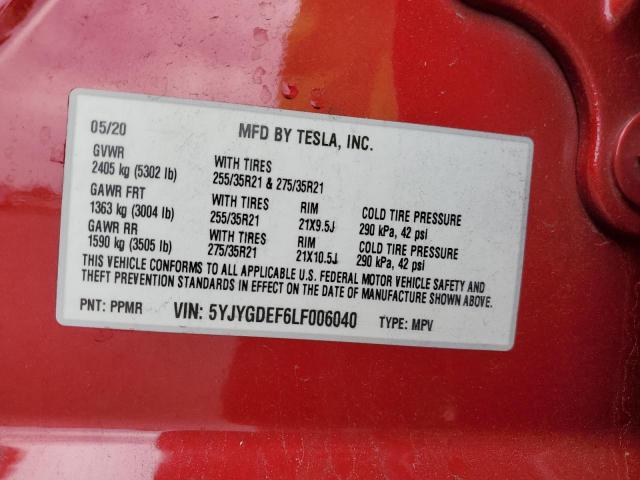 05/20 MFD BY TESLA, INC.
GVWR WITH TIRES
2405 kg (5302 lb) 255/35R21 & 275/35R21
GAWR FRT WITH TIRES RIM COLD TIRE PRESSURE
1363 kg (3004 lb) 255/35R21 21X9.5J 290 kPa, 42 psi
GAWR RR WITH TIRES RIM COLD TIRE PRESSURE
1590 kg (3505 lb) 275/35R21 21X10.5J 290 kPa, 42 psi
THIS VEHICLE CONFORMS TO ALL APPLICABLE U.S. FEDERAL MOTOR VEHICLE SAFETY AND
THEFT PREVENTION STANDARDS IN EFFECT ON THE DATE OF MANUFACTURE SHOWN ABOVE.
PNT: PPMR VIN: 5YJYGDEF6LF006040 TYPE: MPV